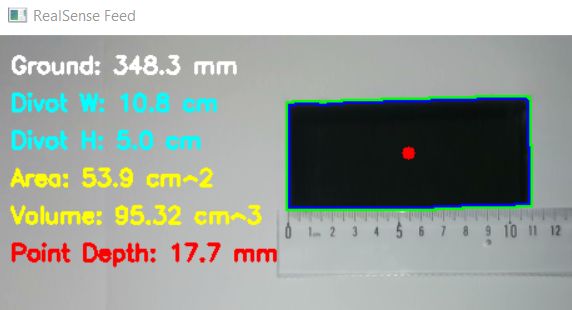 RealSense Feed
Ground: 348.3 mm
Divot W: 10.8 cm
Divot H: 5.0 cm
Area: 53.9 cm^2
Volume: 95.32 cm^3
Point Depth: 17.7 mm
0 1cm 2 3 4 5 6 7 8 9 10 11 12